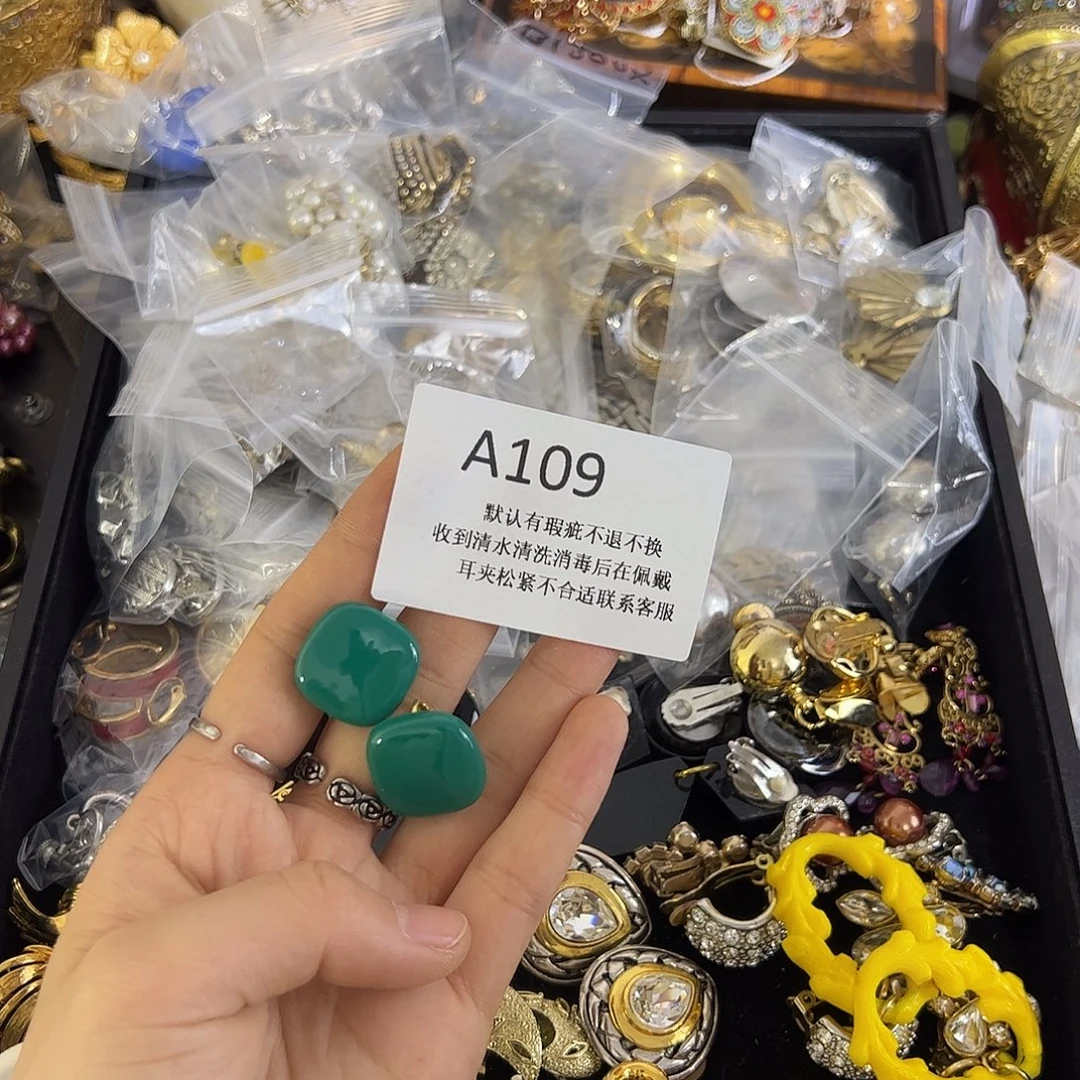 A109
默认有瑕疵不退不换
收到清水清洗消毒后在佩戴
耳夹松紧不合适联系客服